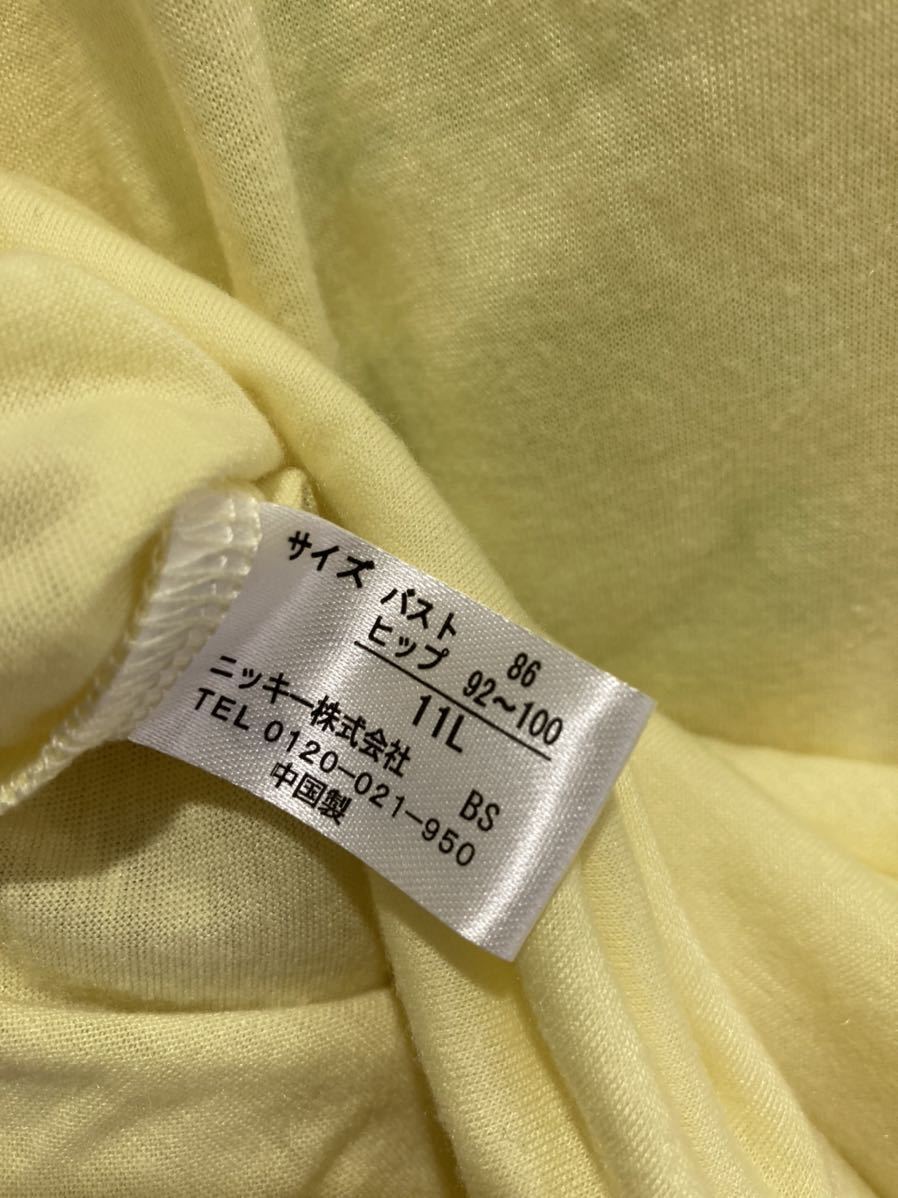 サイズ バスト 86
ヒップ 92～100
11L
ニッキー株式会社 BS
TEL 0120-021-950
中国製